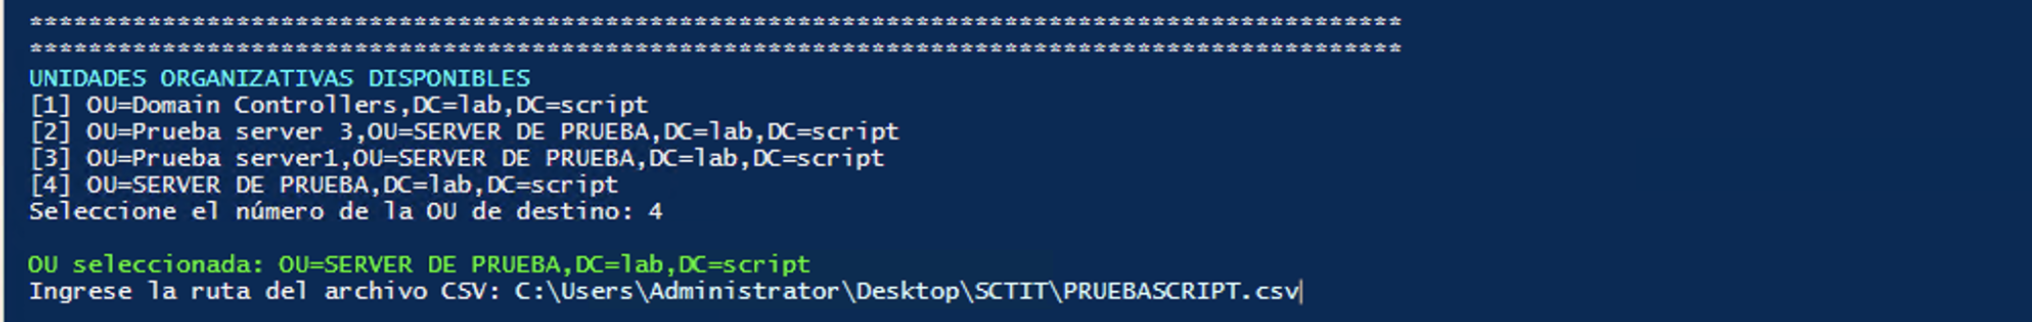 **********************************************************************************************
**********************************************************************************************
UNIDADES ORGANIZATIVAS DISPONIBLES
[1] OU=Domain Controllers,DC=lab,DC=script
[2] OU=Prueba server 3,OU=SERVER DE PRUEBA,DC=lab,DC=script
[3] OU=Prueba server1,OU=SERVER DE PRUEBA,DC=lab,DC=script
[4] OU=SERVER DE PRUEBA,DC=lab,DC=script
Seleccione el número de la OU de destino: 4
OU seleccionada: OU=SERVER DE PRUEBA,DC=lab,DC=script
Ingrese la ruta del archivo CSV: C:\Users\Administrator\Desktop\SCTIT\PRUEBASCRIPT.csv